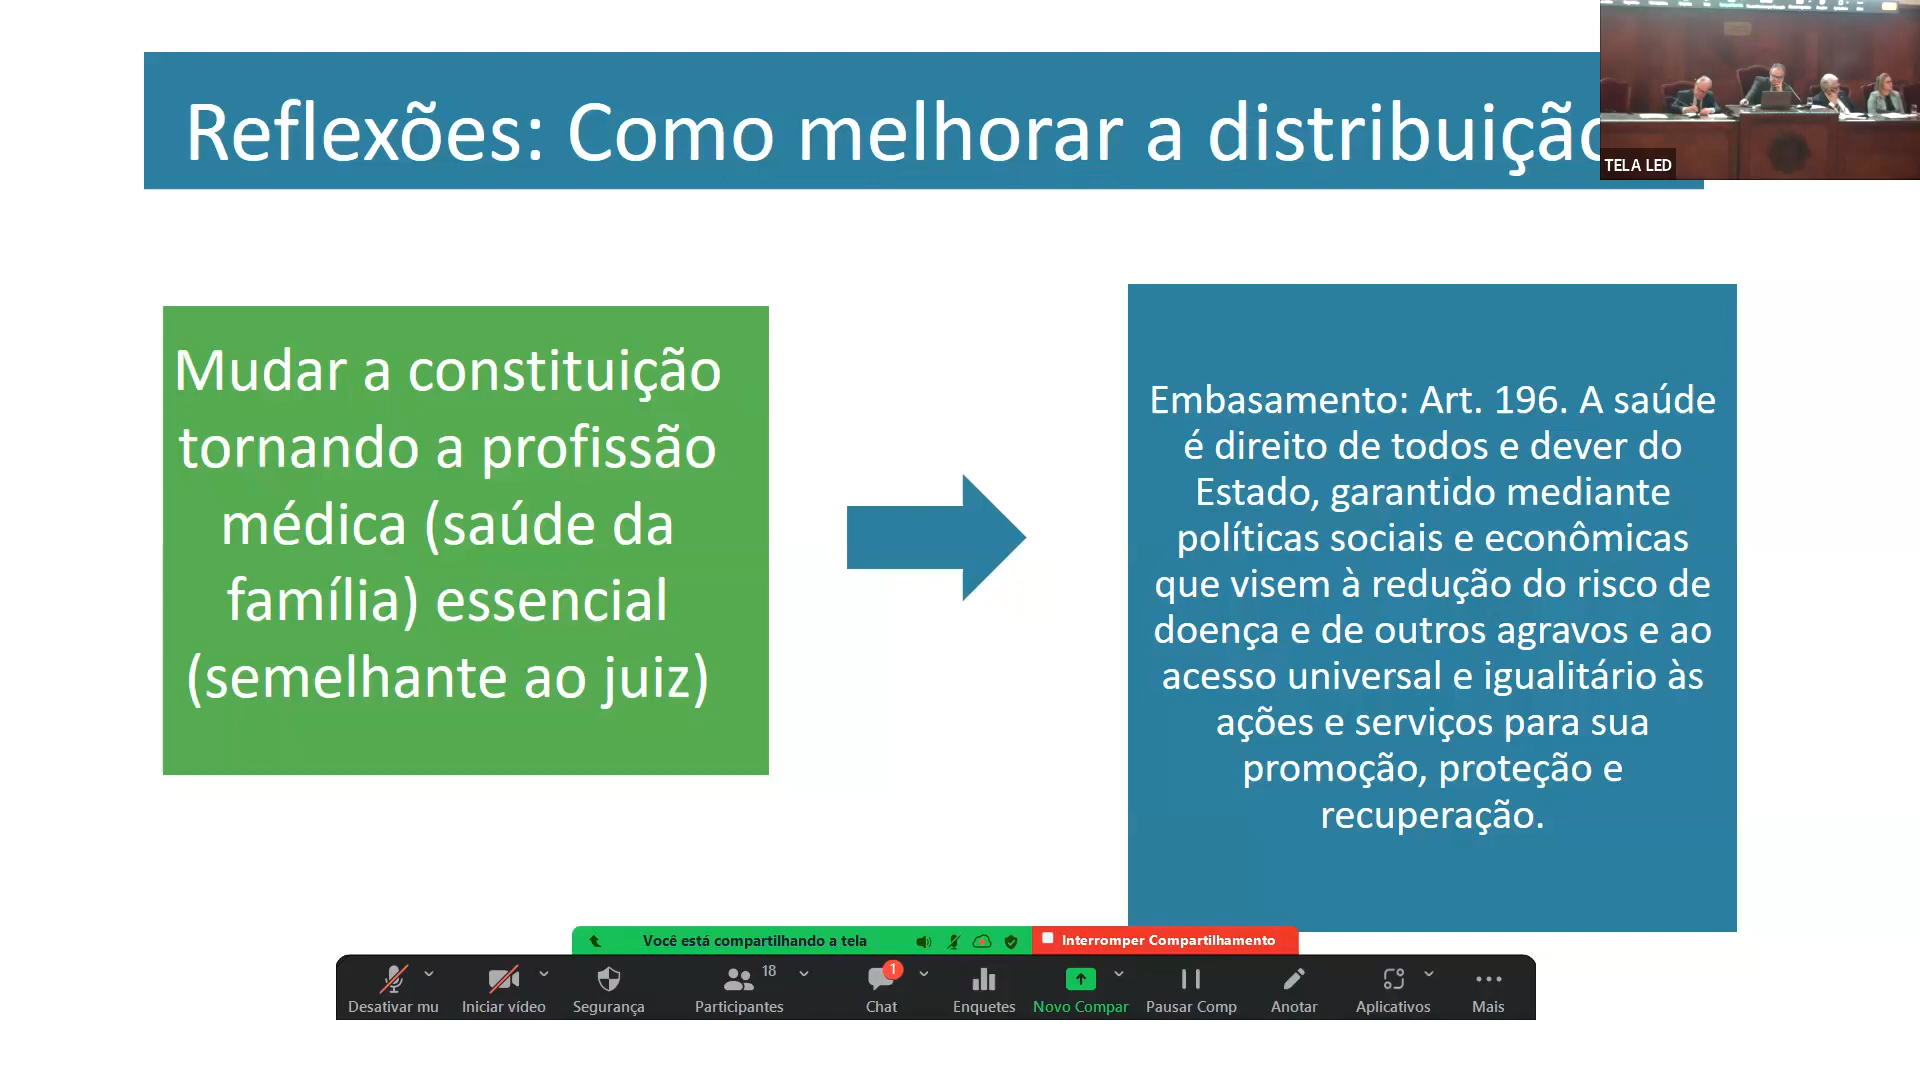 Reflexões: Como melhorar a distribuição
TELA LED
Mudar a constituição
tornando a profissão
médica (saúde da
família) essencial
(semelhante ao juiz)
Embasamento: Art. 196. A saúde
é direito de todos e dever do
Estado, garantido mediante
políticas sociais e econômicas
que visem à redução do risco de
doença e de outros agravos e ao
acesso universal e igualitário às
ações e serviços para sua
promoção, proteção e
recuperação.
Você está compartilhando a tela
Interromper Compartilhamento
18
1
Desativar mu
Iniciar vídeo
Segurança
Participantes
Chat
Enquetes
Novo Compar
Pausar Comp
Anotar
Aplicativos
Mais